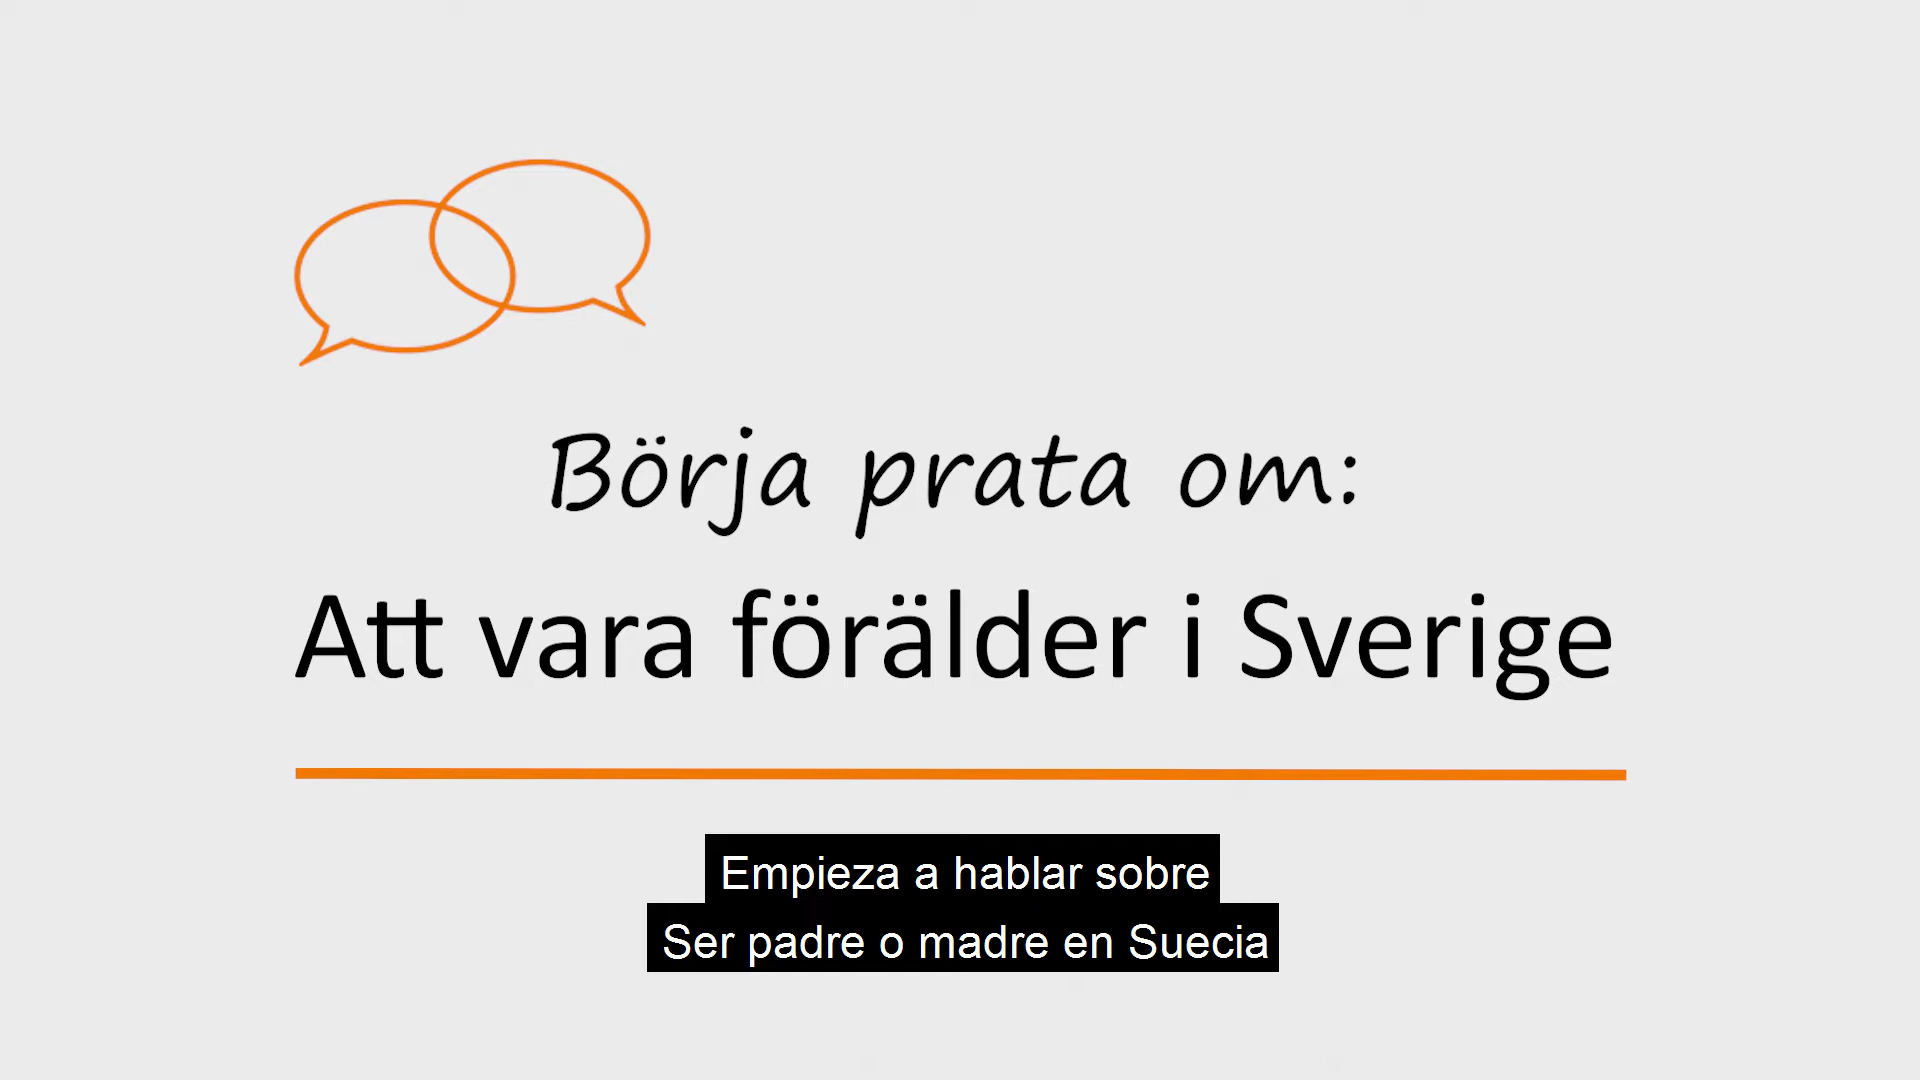 Börja prata om:
Att vara förälder i Sverige
Empieza a hablar sobre
Ser padre o madre en Suecia